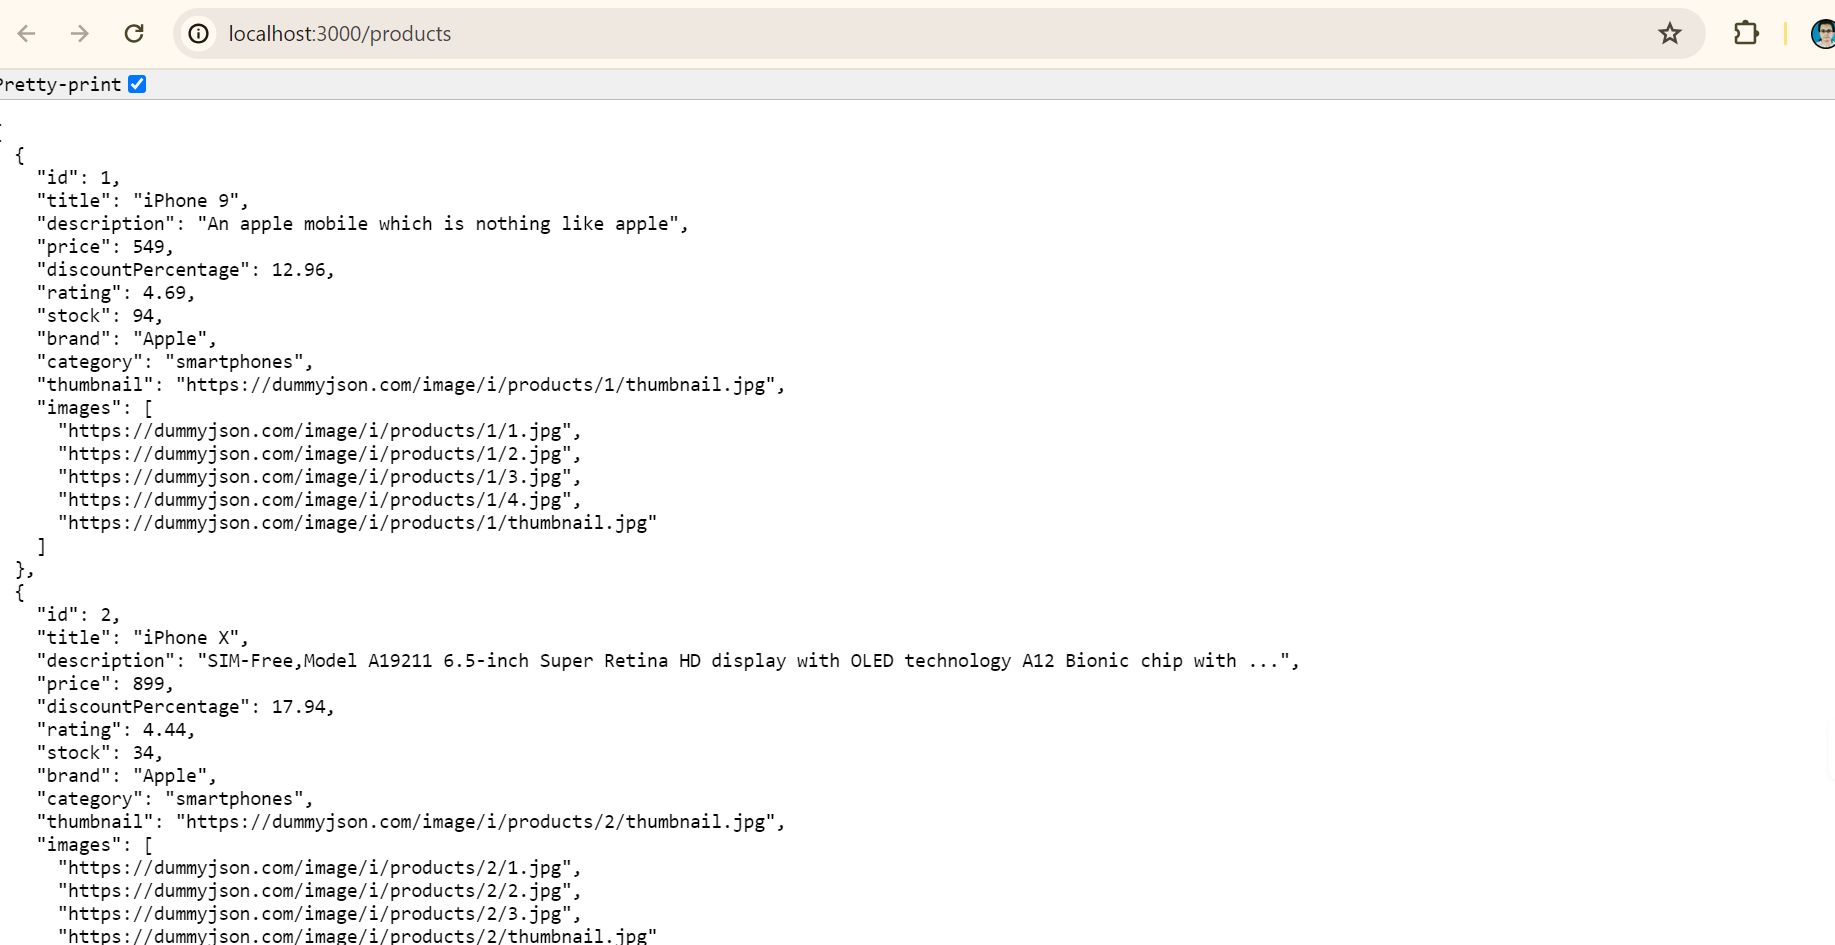 localhost:3000/products
Pretty-print
[
{
"id": 1,
"title": "iPhone 9",
"description": "An apple mobile which is nothing like apple",
"price": 549,
"discountPercentage": 12.96,
"rating": 4.69,
"stock": 94,
"brand": "Apple",
"category": "smartphones",
"thumbnail": "https://dummyjson.com/image/i/products/1/thumbnail.jpg",
"images": [
"https://dummyjson.com/image/i/products/1/1.jpg",
"https://dummyjson.com/image/i/products/1/2.jpg",
"https://dummyjson.com/image/i/products/1/3.jpg",
"https://dummyjson.com/image/i/products/1/4.jpg",
"https://dummyjson.com/image/i/products/1/thumbnail.jpg"
]
},
{
"id": 2,
"title": "iPhone X",
"description": "SIM-Free,Model A19211 6.5-inch Super Retina HD display with OLED technology A12 Bionic chip with ...",
"price": 899,
"discountPercentage": 17.94,
"rating": 4.44,
"stock": 34,
"brand": "Apple",
"category": "smartphones",
"thumbnail": "https://dummyjson.com/image/i/products/2/thumbnail.jpg",
"images": [
"https://dummyjson.com/image/i/products/2/1.jpg",
"https://dummyjson.com/image/i/products/2/2.jpg",
"https://dummyjson.com/image/i/products/2/3.jpg",
"https://dummyjson.com/image/i/products/2/thumbnail.jpg"